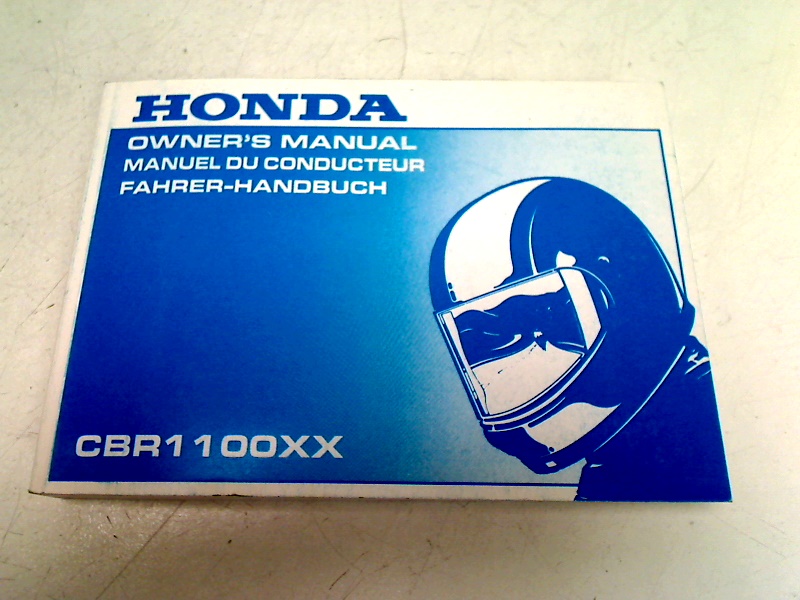 HONDA
OWNER'S MANUAL
MANUEL DU CONDUCTEUR
FAHRER-HANDBUCH
CBR1100XX